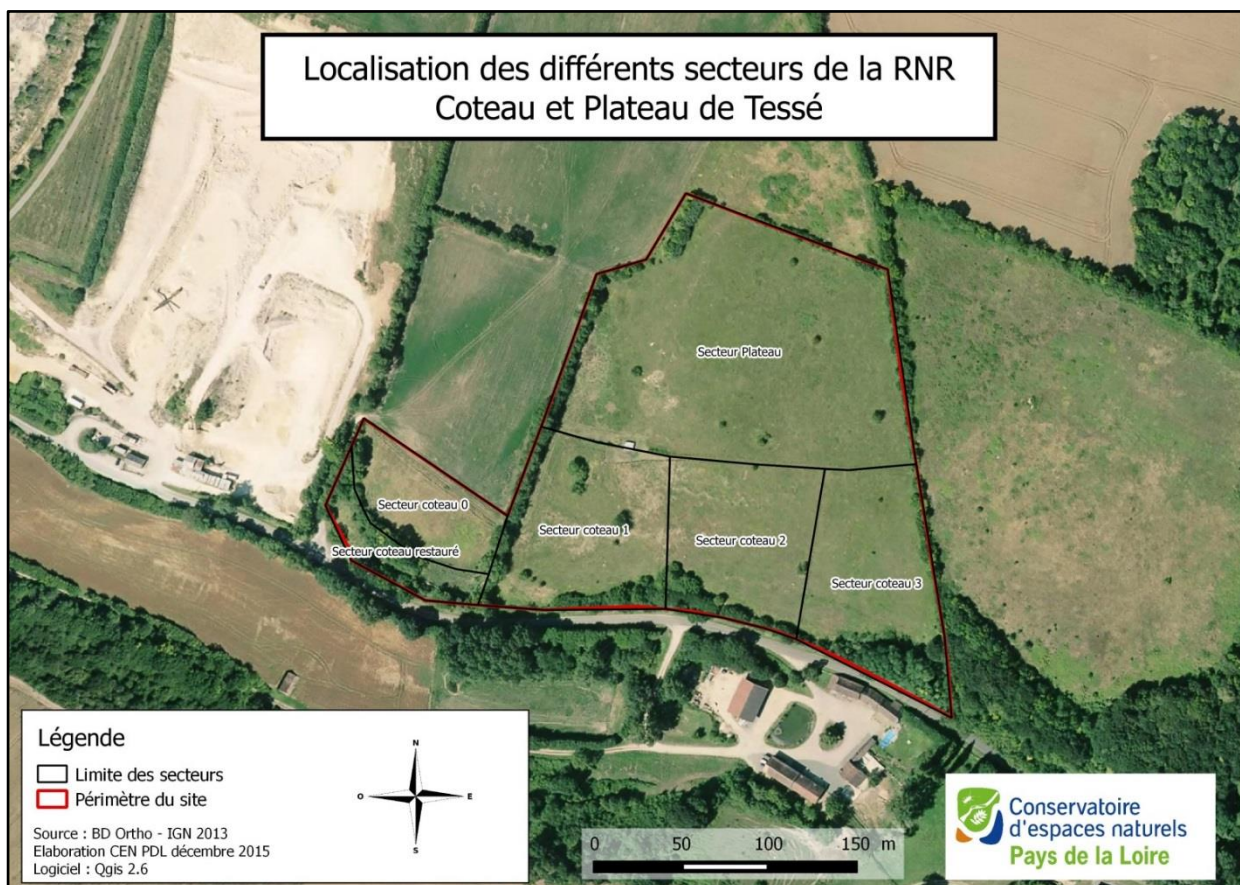 Localisation des différents secteurs de la RNR
Coteau et Plateau de Tessé
Secteur Plateau
Secteur coteau 0
Secteur coteau 1
Secteur coteau restauré
Secteur coteau 2
Secteur coteau 3
Légende
Limite des secteurs
Périmètre du site
Source : BD Ortho - IGN 2013
Elaboration CEN PDL décembre 2015
Logiciel : Qgis 2.6
N
O
E
S
0 50 100 150 m
Conservatoire
d'espaces naturels
Pays de la Loire